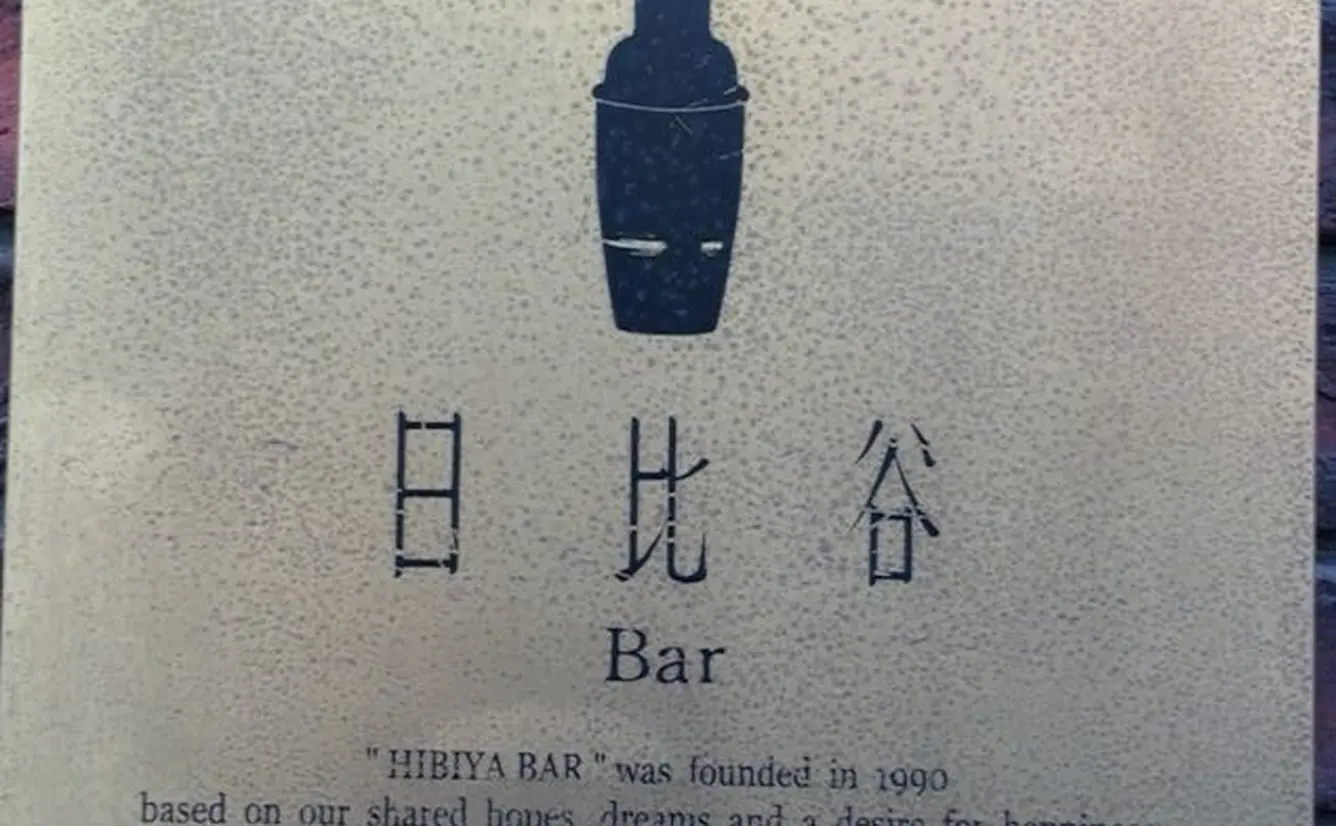 日比谷
Bar
"HIBIYA BAR" was founded in 1990
based on our shared hopes, dreams and a desire for happiness